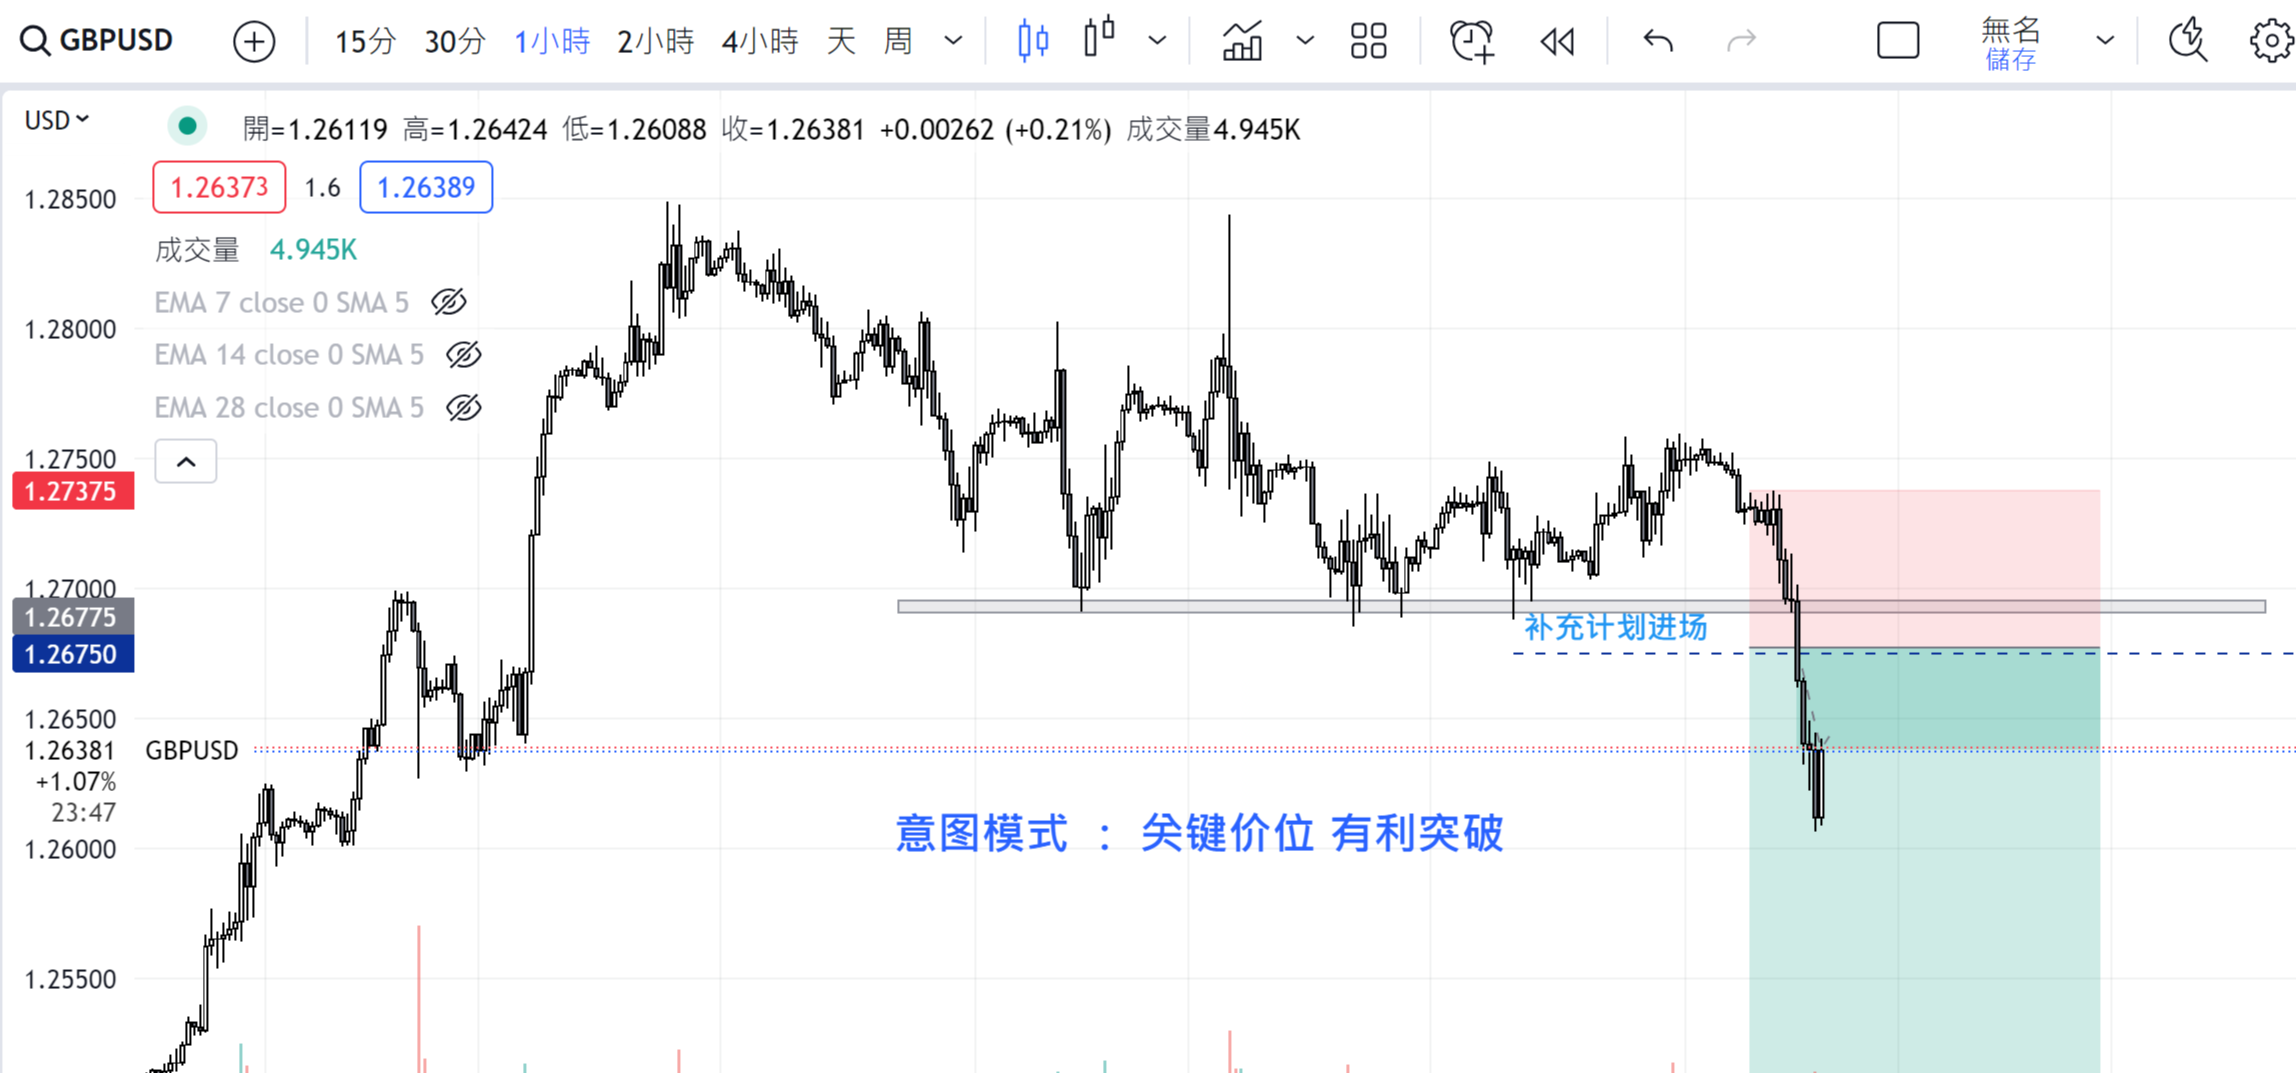 GBPUSD 15分 30分 1小時 2小時 4小時 天 周 無名
儲存
USD 開=1.26119 高=1.26424 低=1.26088 收=1.26381 +0.00262 (+0.21%) 成交量4.945K
1.26373 1.6 1.26389
成交量 4.945K
EMA 7 close 0 SMA 5
EMA 14 close 0 SMA 5
EMA 28 close 0 SMA 5
1.28500
1.28000
1.27500
1.27375
1.27000
1.26775
补充计划进场
1.26750
1.26500
1.26381 GBPUSD
+1.07%
23:47
意图模式 ： 关键价位 有利突破
1.26000
1.25500